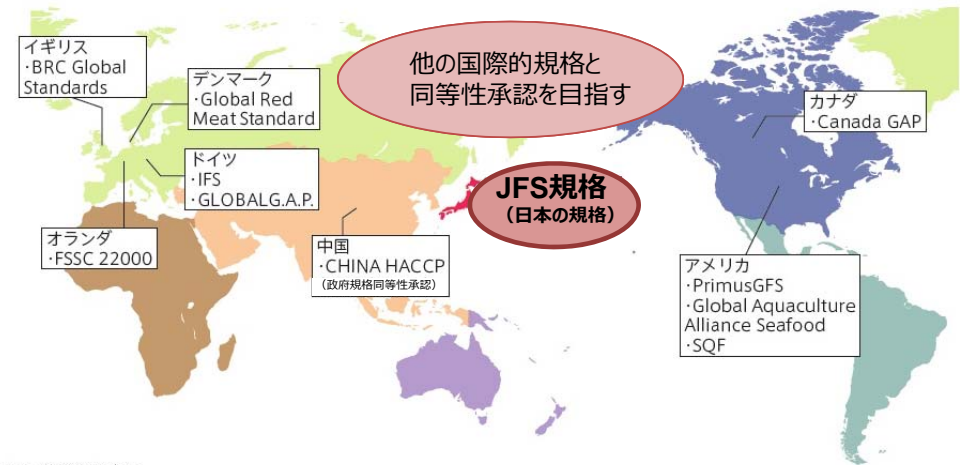 イギリス
・BRC Global
Standards
デンマーク
・Global Red
Meat Standard
他の国際的規格と
同等性承認を目指す
カナダ
・Canada GAP
ドイツ
・IFS
・GLOBALG.A.P.
JFS規格
（日本の規格）
オランダ
・FSSC 22000
中国
・CHINA HACCP
（政府規格同等性承認）
アメリカ
・PrimusGFS
・Global Aquaculture
Alliance Seafood
・SQF